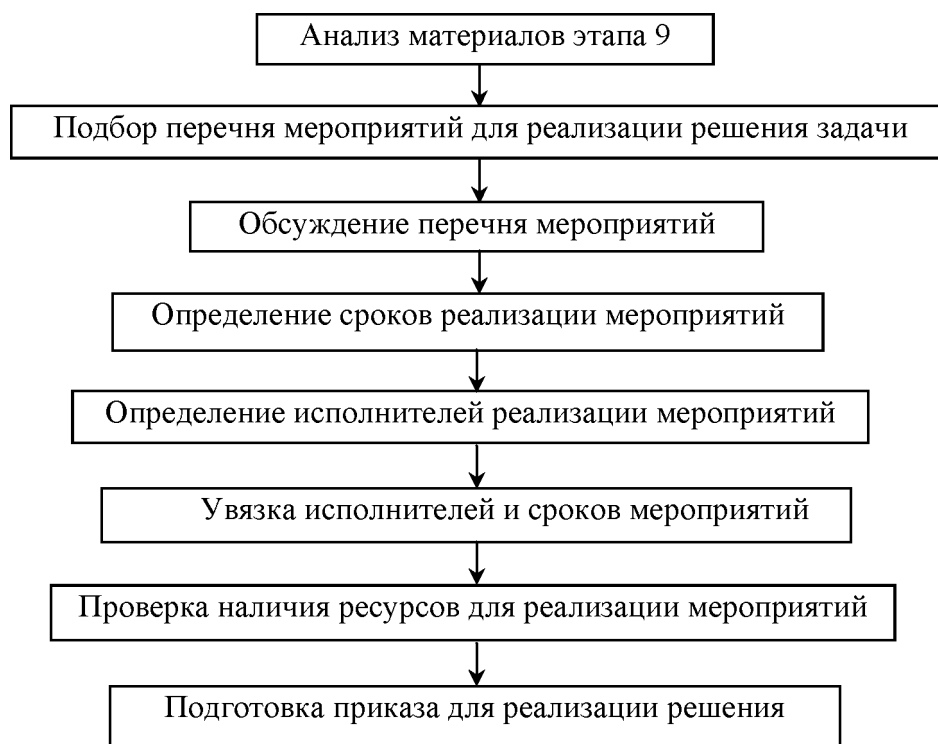 Анализ материалов этапа 9
Подбор перечня мероприятий для реализации решения задачи
Обсуждение перечня мероприятий
Определение сроков реализации мероприятий
Определение исполнителей реализации мероприятий
Увязка исполнителей и сроков мероприятий
Проверка наличия ресурсов для реализации мероприятий
Подготовка приказа для реализации решения